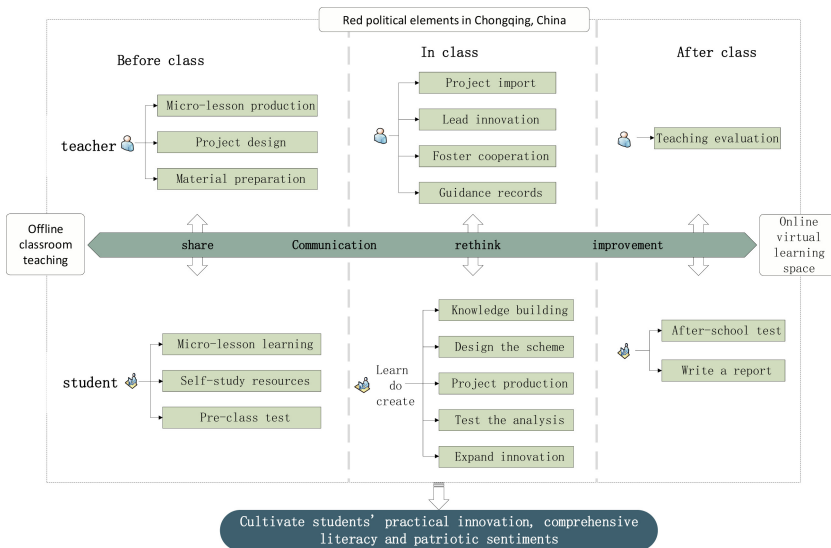 Red political elements in Chongqing, China
Before class
In class
After class
teacher
Micro-lesson production
Project design
Material preparation
Project import
Lead innovation
Foster cooperation
Guidance records
Teaching evaluation
Offline
classroom
teaching
share
Communication
rethink
improvement
Online
virtual
learning
space
student
Micro-lesson learning
Self-study resources
Pre-class test
Learn
do
create
Knowledge building
Design the scheme
Project production
Test the analysis
Expand innovation
After-school test
Write a report
Cultivate students' practical innovation, comprehensive
literacy and patriotic sentiments